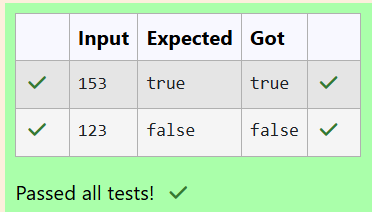 Input Expected Got
153 true true
123 false false
Passed all tests!